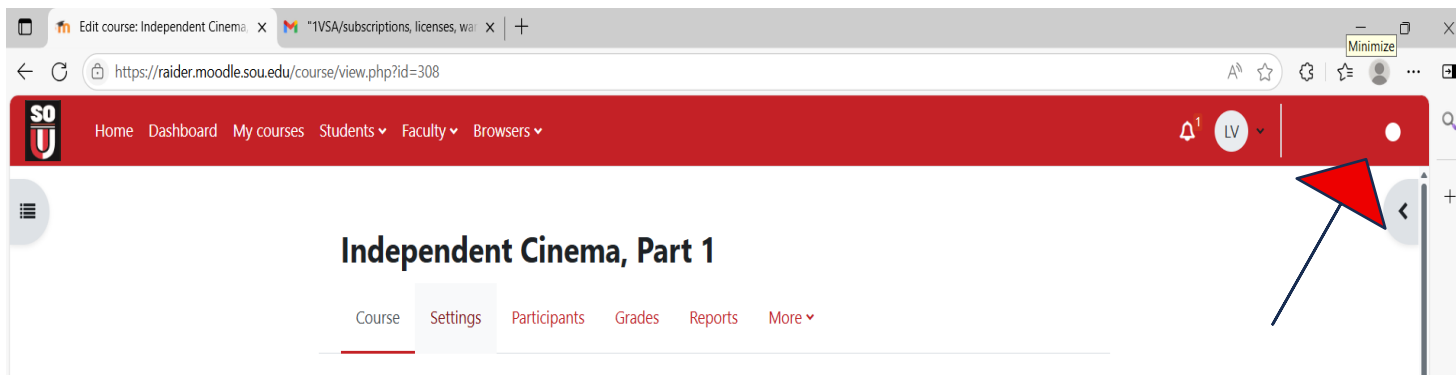 Edit course: Independent Cinema, "1VSA/subscriptions, licenses, wa
Minimize
https://raider.moodle.sou.edu/course/view.php?id=308
SO
U
Home Dashboard My courses Students Faculty Browsers 1 LV
Independent Cinema, Part 1
Course Settings Participants Grades Reports More